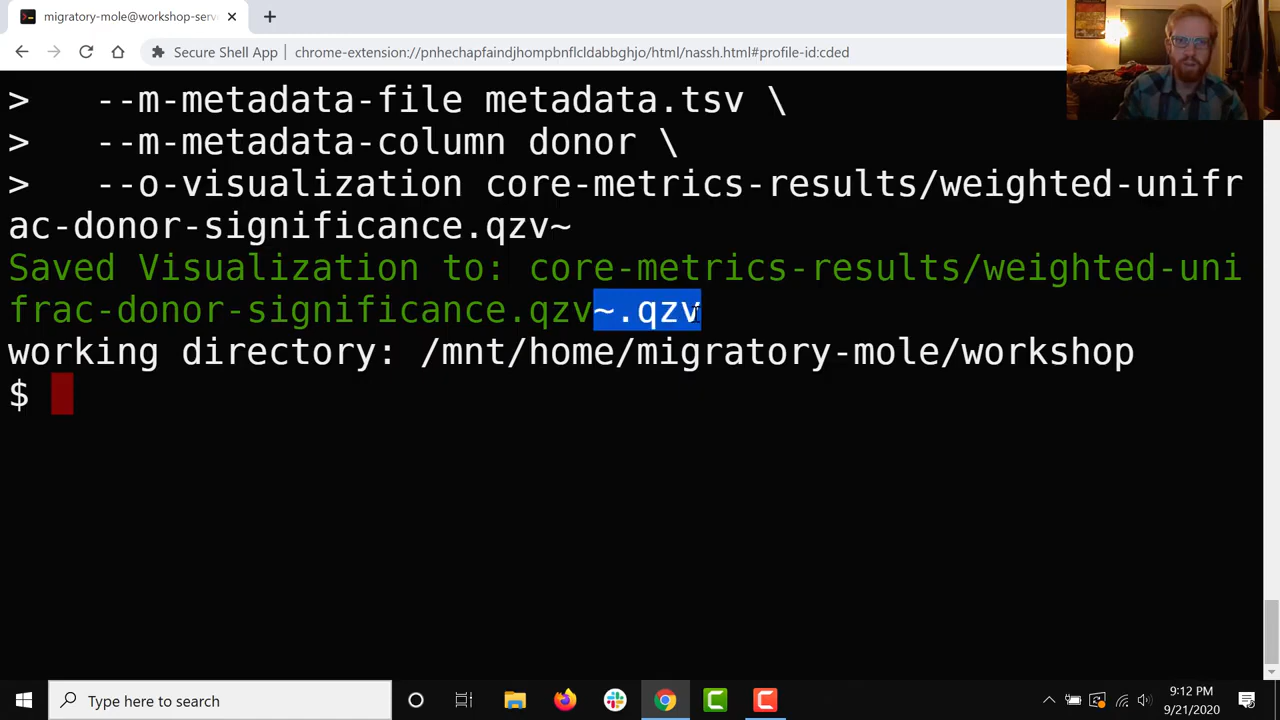 migratory-mole@workshop-serv
Secure Shell App
chrome-extension://pnhechapfaindjhompbnflcldabbghjo/html/nassh.html#profile-id:cded
>   --m-metadata-file metadata.tsv \
>   --m-metadata-column donor \
>   --o-visualization core-metrics-results/weighted-unifr
ac-donor-significance.qzv~
Saved Visualization to: core-metrics-results/weighted-uni
frac-donor-significance.qzv~.qzv
working directory: /mnt/home/migratory-mole/workshop
$
Type here to search
9:12 PM
9/21/2020